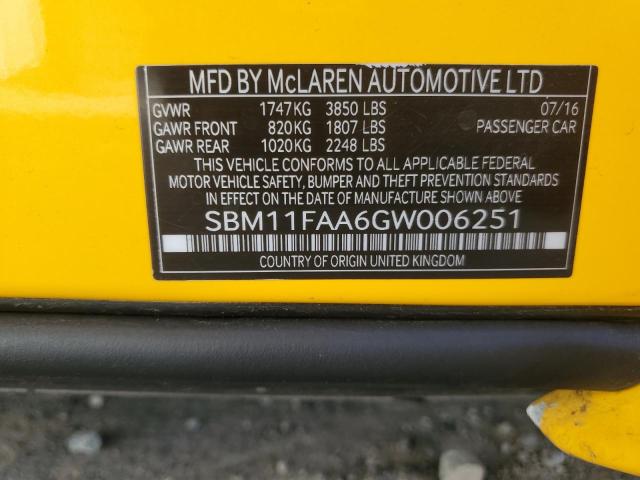 MFD BY McLAREN AUTOMOTIVE LTD
GVWR 1747KG 3850 LBS 07/16
GAWR FRONT 820KG 1807 LBS PASSENGER CAR
GAWR REAR 1020KG 2248 LBS
THIS VEHICLE CONFORMS TO ALL APPLICABLE FEDERAL
MOTOR VEHICLE SAFETY, BUMPER AND THEFT PREVENTION STANDARDS
IN EFFECT ON THE DATE OF MANUFACTURE SHOWN ABOVE
SBM11FAA6GW006251
COUNTRY OF ORIGIN UNITED KINGDOM